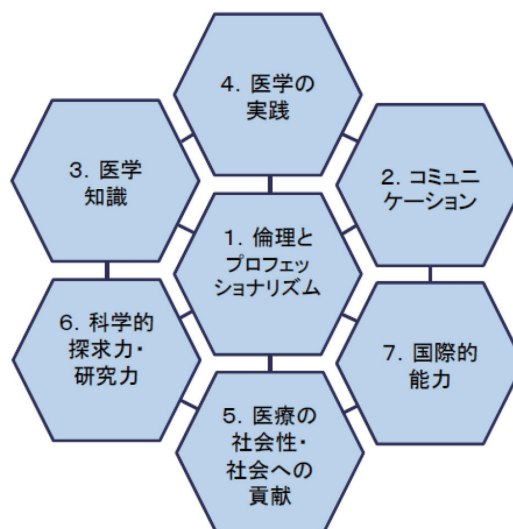 4. 医学の
実践
3. 医学
知識
2. コミュニ
ケーション
1. 倫理と
プロフェッ
ショナリズム
6. 科学的
探求力・
研究力
7. 国際的
能力
5. 医療の
社会性・
社会への
貢献